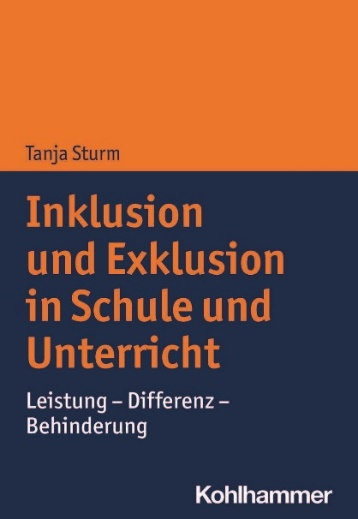 Tanja Sturm
Inklusion
und Exklusion
in Schule und
Unterricht
Leistung – Differenz –
Behinderung
Kohlhammer